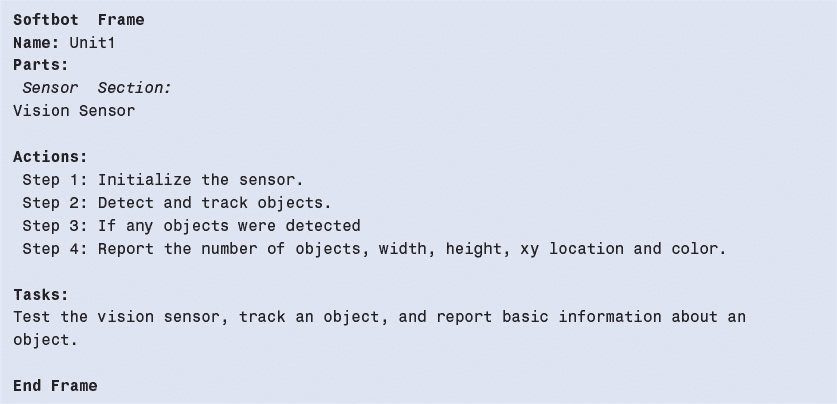 Softbot Frame
Name: Unit1
Parts:
Sensor Section:
Vision Sensor
Actions:
Step 1: Initialize the sensor.
Step 2: Detect and track objects.
Step 3: If any objects were detected
Step 4: Report the number of objects, width, height, xy location and color.
Tasks:
Test the vision sensor, track an object, and report basic information about an
object.
End Frame